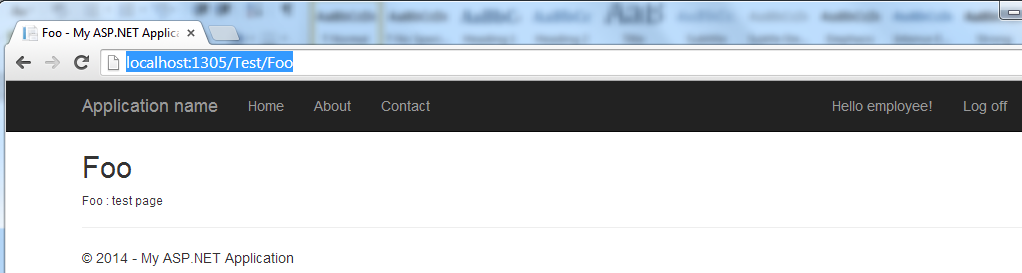 Foo - My ASP.NET Applica
localhost:1305/Test/Foo
Application name Home About Contact Hello employee! Log off
Foo
Foo : test page
© 2014 - My ASP.NET Application